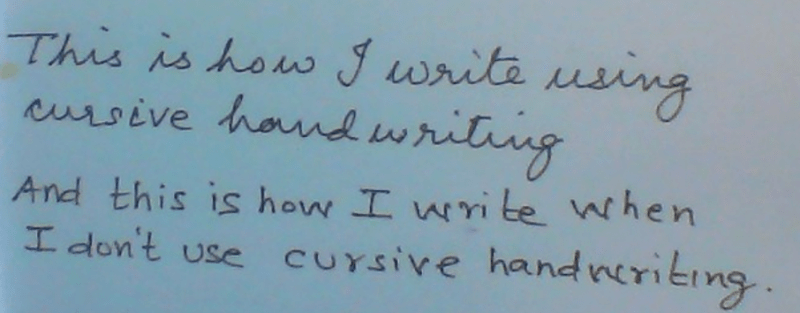 This is how I write using
cursive handwriting
And this is how I write when
I don't use cursive handwriting.